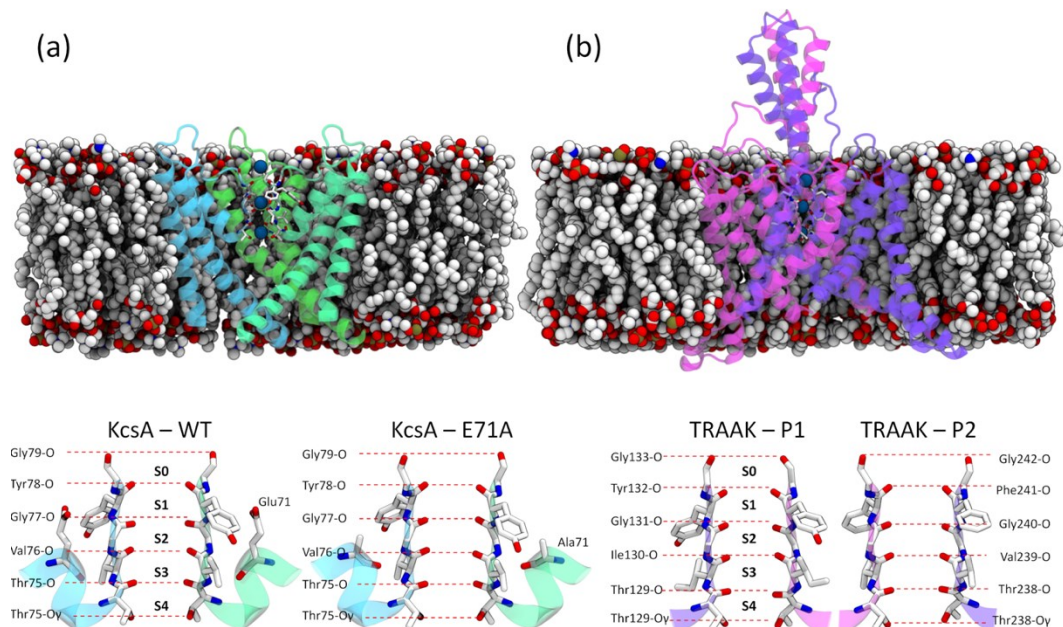 (a)
(b)
KcsA – WT
Gly79-O
Tyr78-O
Gly77-O
Val76-O
Thr75-O
Thr75-Oγ
S0
S1
S2
S3
S4
Glu71
KcsA – E71A
Gly79-O
Tyr78-O
Gly77-O
Val76-O
Thr75-O
Thr75-Oγ
Ala71
TRAAK – P1
Gly133-O
Tyr132-O
Gly131-O
Ile130-O
Thr129-O
Thr129-Oγ
S0
S1
S2
S3
S4
TRAAK – P2
Gly242-O
Phe241-O
Gly240-O
Val239-O
Thr238-O
Thr238-Oγ